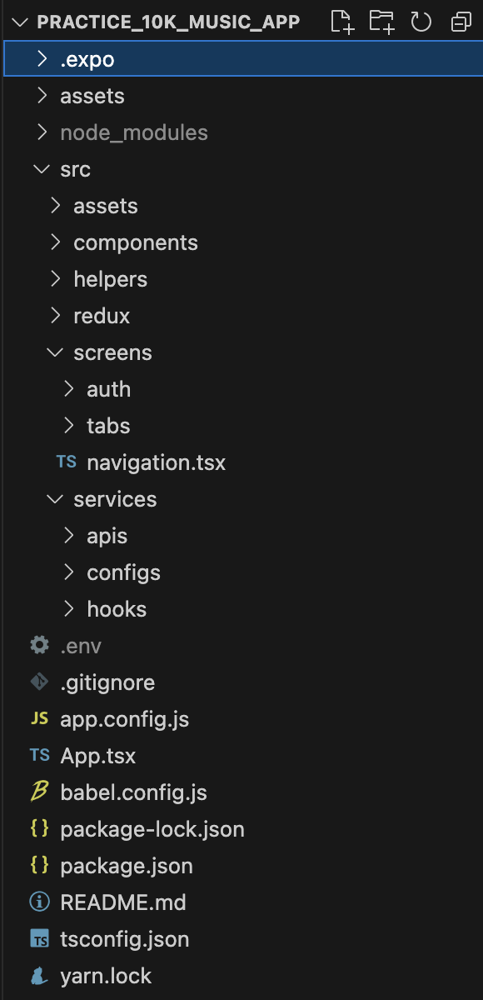 PRACTICE_10K_MUSIC_APP
.expo
assets
node_modules
src
assets
components
helpers
redux
screens
auth
tabs
TS navigation.tsx
services
apis
configs
hooks
.env
.gitignore
JS app.config.js
TS App.tsx
babel.config.js
{} package-lock.json
{} package.json
README.md
TS tsconfig.json
yarn.lock